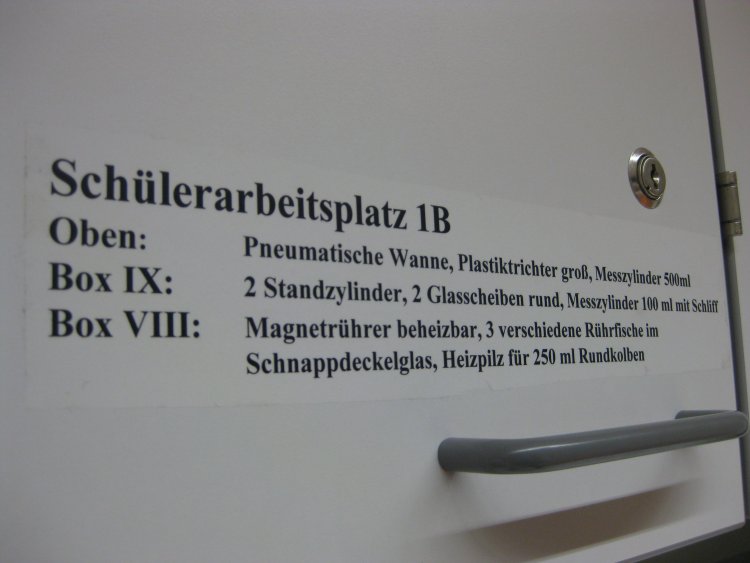 Schülerarbeitsplatz 1B
Oben: Pneumatische Wanne, Plastiktrichter groß, Messzylinder 500ml
Box IX: 2 Standzylinder, 2 Glasscheiben rund, Messzylinder 100 ml mit Schliff
Box VIII: Magnetrührer beheizbar, 3 verschiedene Rührfische im
Schnappdeckelglas, Heizpilz für 250 ml Rundkolben